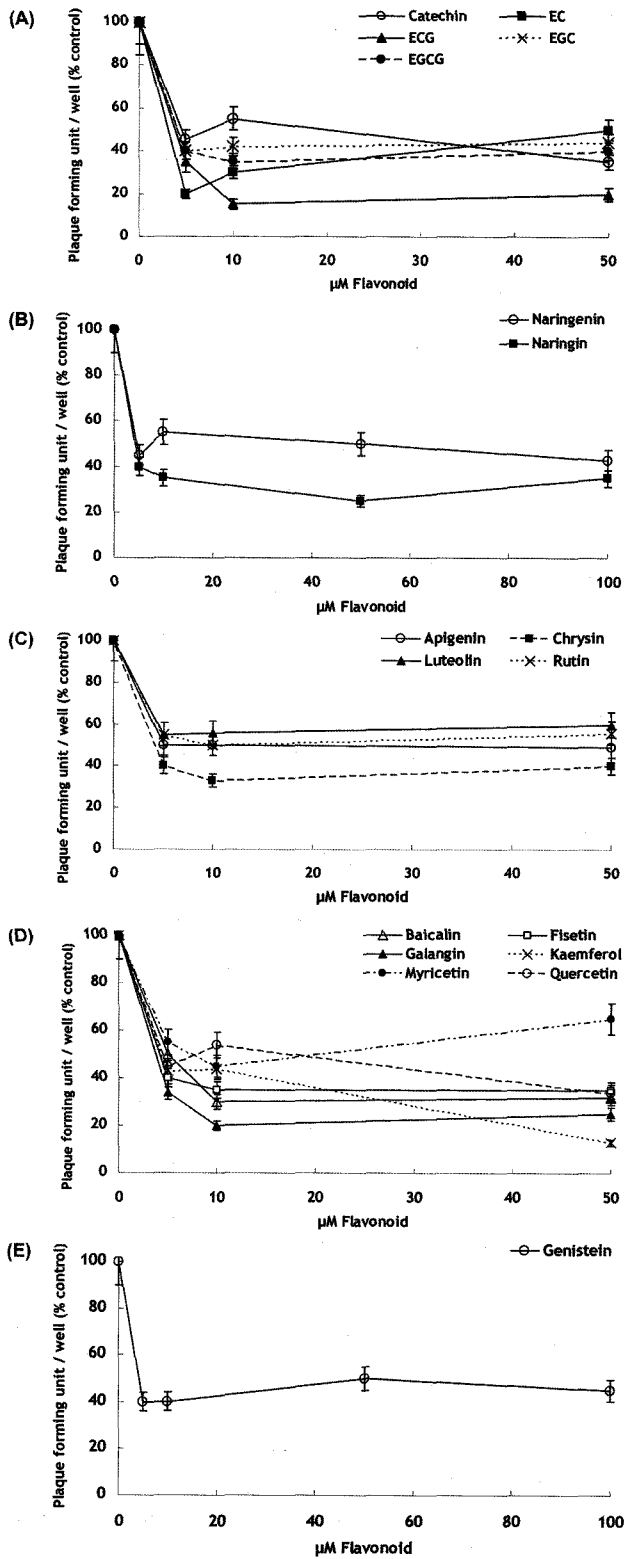 (A)
Plaque forming unit / well (% control)
Catechin EC
ECG EGC
EGCG
100
80
60
40
20
0
0 10 20 30 40 50
µM Flavonoid
(B)
Plaque forming unit / well (% control)
Naringenin
Naringin
100
80
60
40
20
0
0 20 40 60 80 100
µM Flavonoid
(C)
Plaque forming unit / well (% control)
Apigenin Chrysin
Luteolin Rutin
100
80
60
40
20
0
0 10 20 30 40 50
µM Flavonoid
(D)
Plaque forming unit / well (% control)
Baicalin Fisetin
Galangin Kaemferol
Myricetin Quercetin
100
80
60
40
20
0
0 10 20 30 40 50
µM Flavonoid
(E)
Plaque forming unit / well (% control)
Genistein
100
80
60
40
20
0
0 20 40 60 80 100
µM Flavonoid